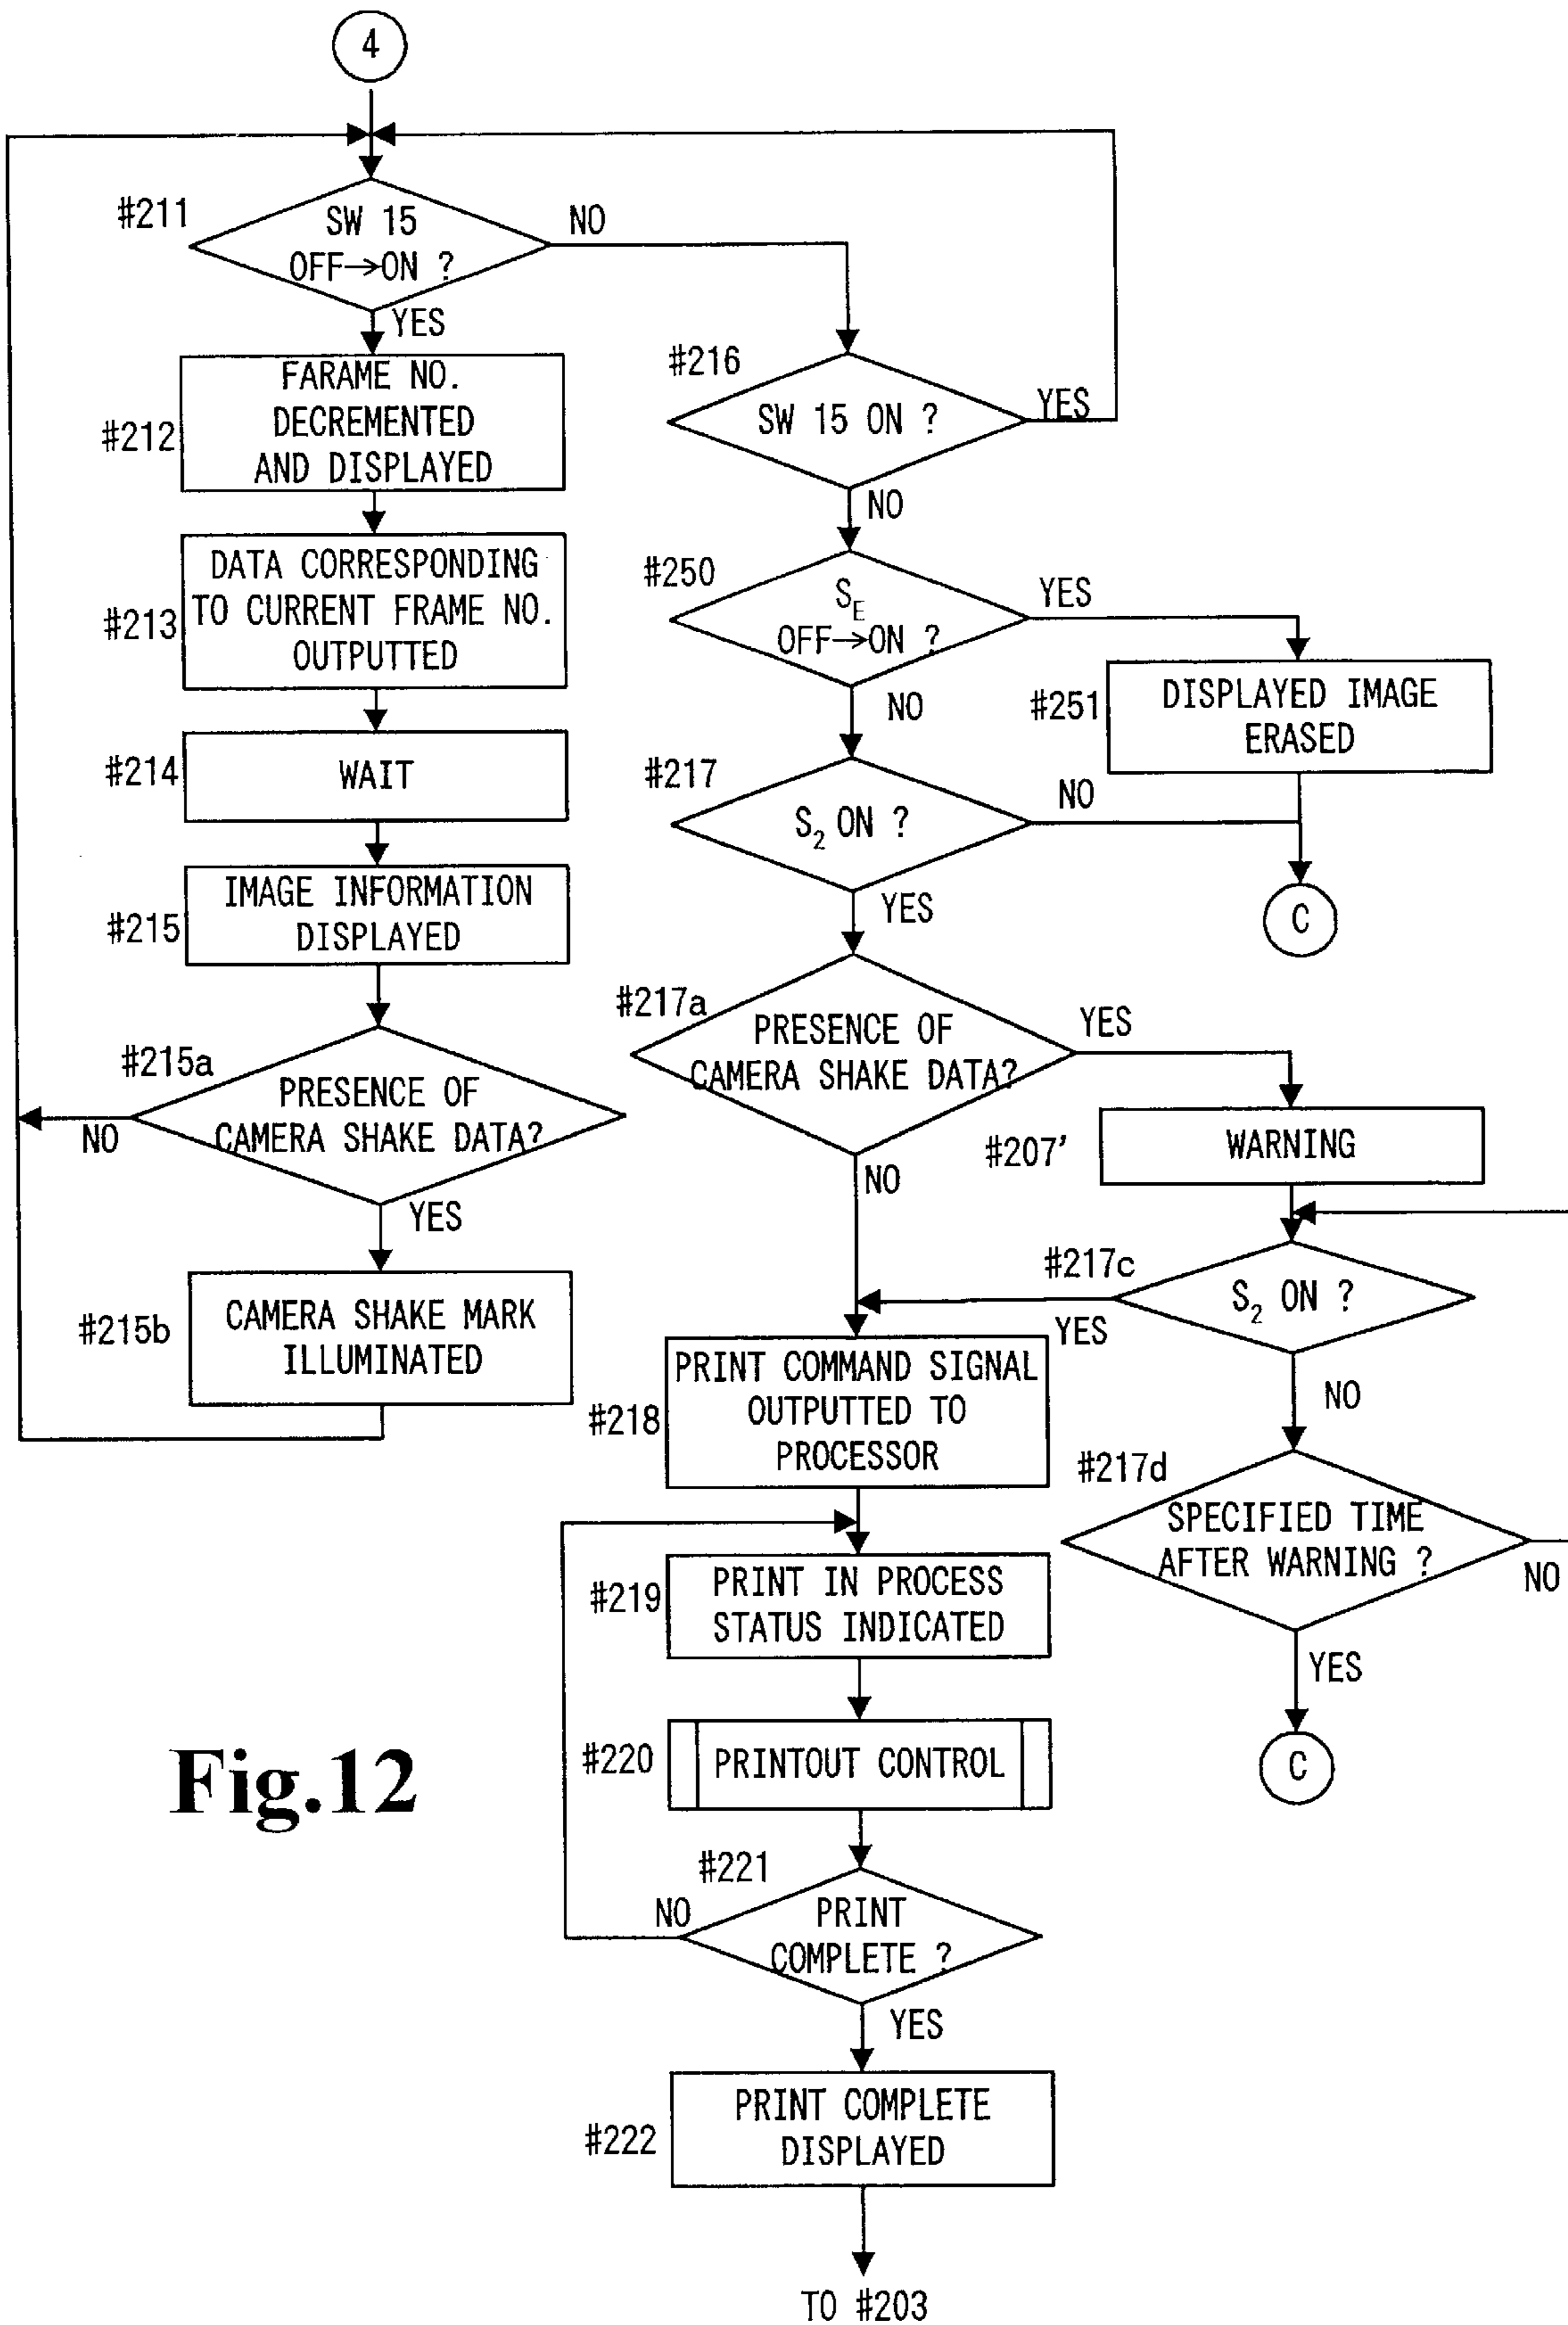 4
#211
SW 15
OFF→ON ?
NO
YES
#212
FARAME NO.
DECREMENTED
AND DISPLAYED
#213
DATA CORRESPONDING
TO CURRENT FRAME NO.
OUTPUTTED
#214
WAIT
#215
IMAGE INFORMATION
DISPLAYED
#215a
PRESENCE OF
CAMERA SHAKE DATA?
NO
YES
#215b
CAMERA SHAKE MARK
ILLUMINATED
#216
SW 15 ON ?
YES
NO
#250
SE
OFF→ON ?
YES
NO
#251
DISPLAYED IMAGE
ERASED
#217
S2 ON ?
NO
YES
C
#217a
PRESENCE OF
CAMERA SHAKE DATA?
YES
NO
#207'
WARNING
#217c
S2 ON ?
YES
NO
#217d
SPECIFIED TIME
AFTER WARNING ?
NO
YES
C
#218
PRINT COMMAND SIGNAL
OUTPUTTED TO
PROCESSOR
#219
PRINT IN PROCESS
STATUS INDICATED
#220
PRINTOUT CONTROL
#221
PRINT
COMPLETE ?
NO
YES
#222
PRINT COMPLETE
DISPLAYED
TO #203
Fig.12